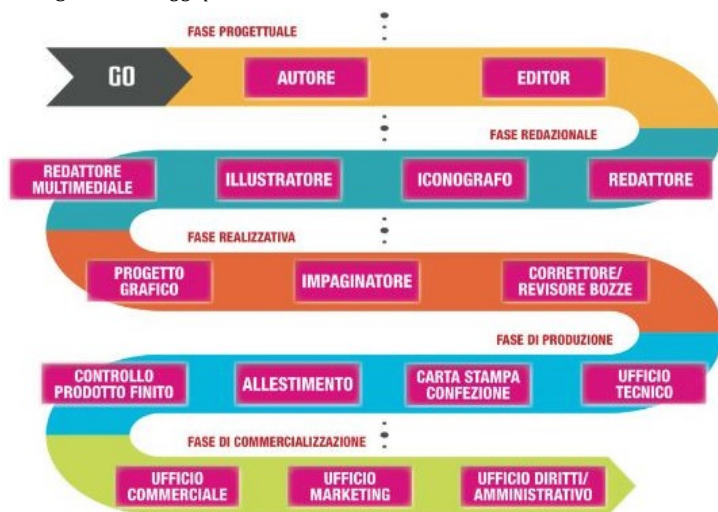 FASE PROGETTUALE
GO
AUTORE
EDITOR
FASE REDAZIONALE
REDATTORE
MULTIMEDIALE
ILLUSTRATORE
ICONOGRAFO
REDATTORE
FASE REALIZZATIVA
PROGETTO
GRAFICO
IMPAGINATORE
CORRETTORE/
REVISORE BOZZE
FASE DI PRODUZIONE
CONTROLLO
PRODOTTO FINITO
ALLESTIMENTO
CARTA STAMPA
CONFEZIONE
UFFICIO
TECNICO
FASE DI COMMERCIALIZZAZIONE
UFFICIO
COMMERCIALE
UFFICIO
MARKETING
UFFICIO DIRITTI/
AMMINISTRATIVO